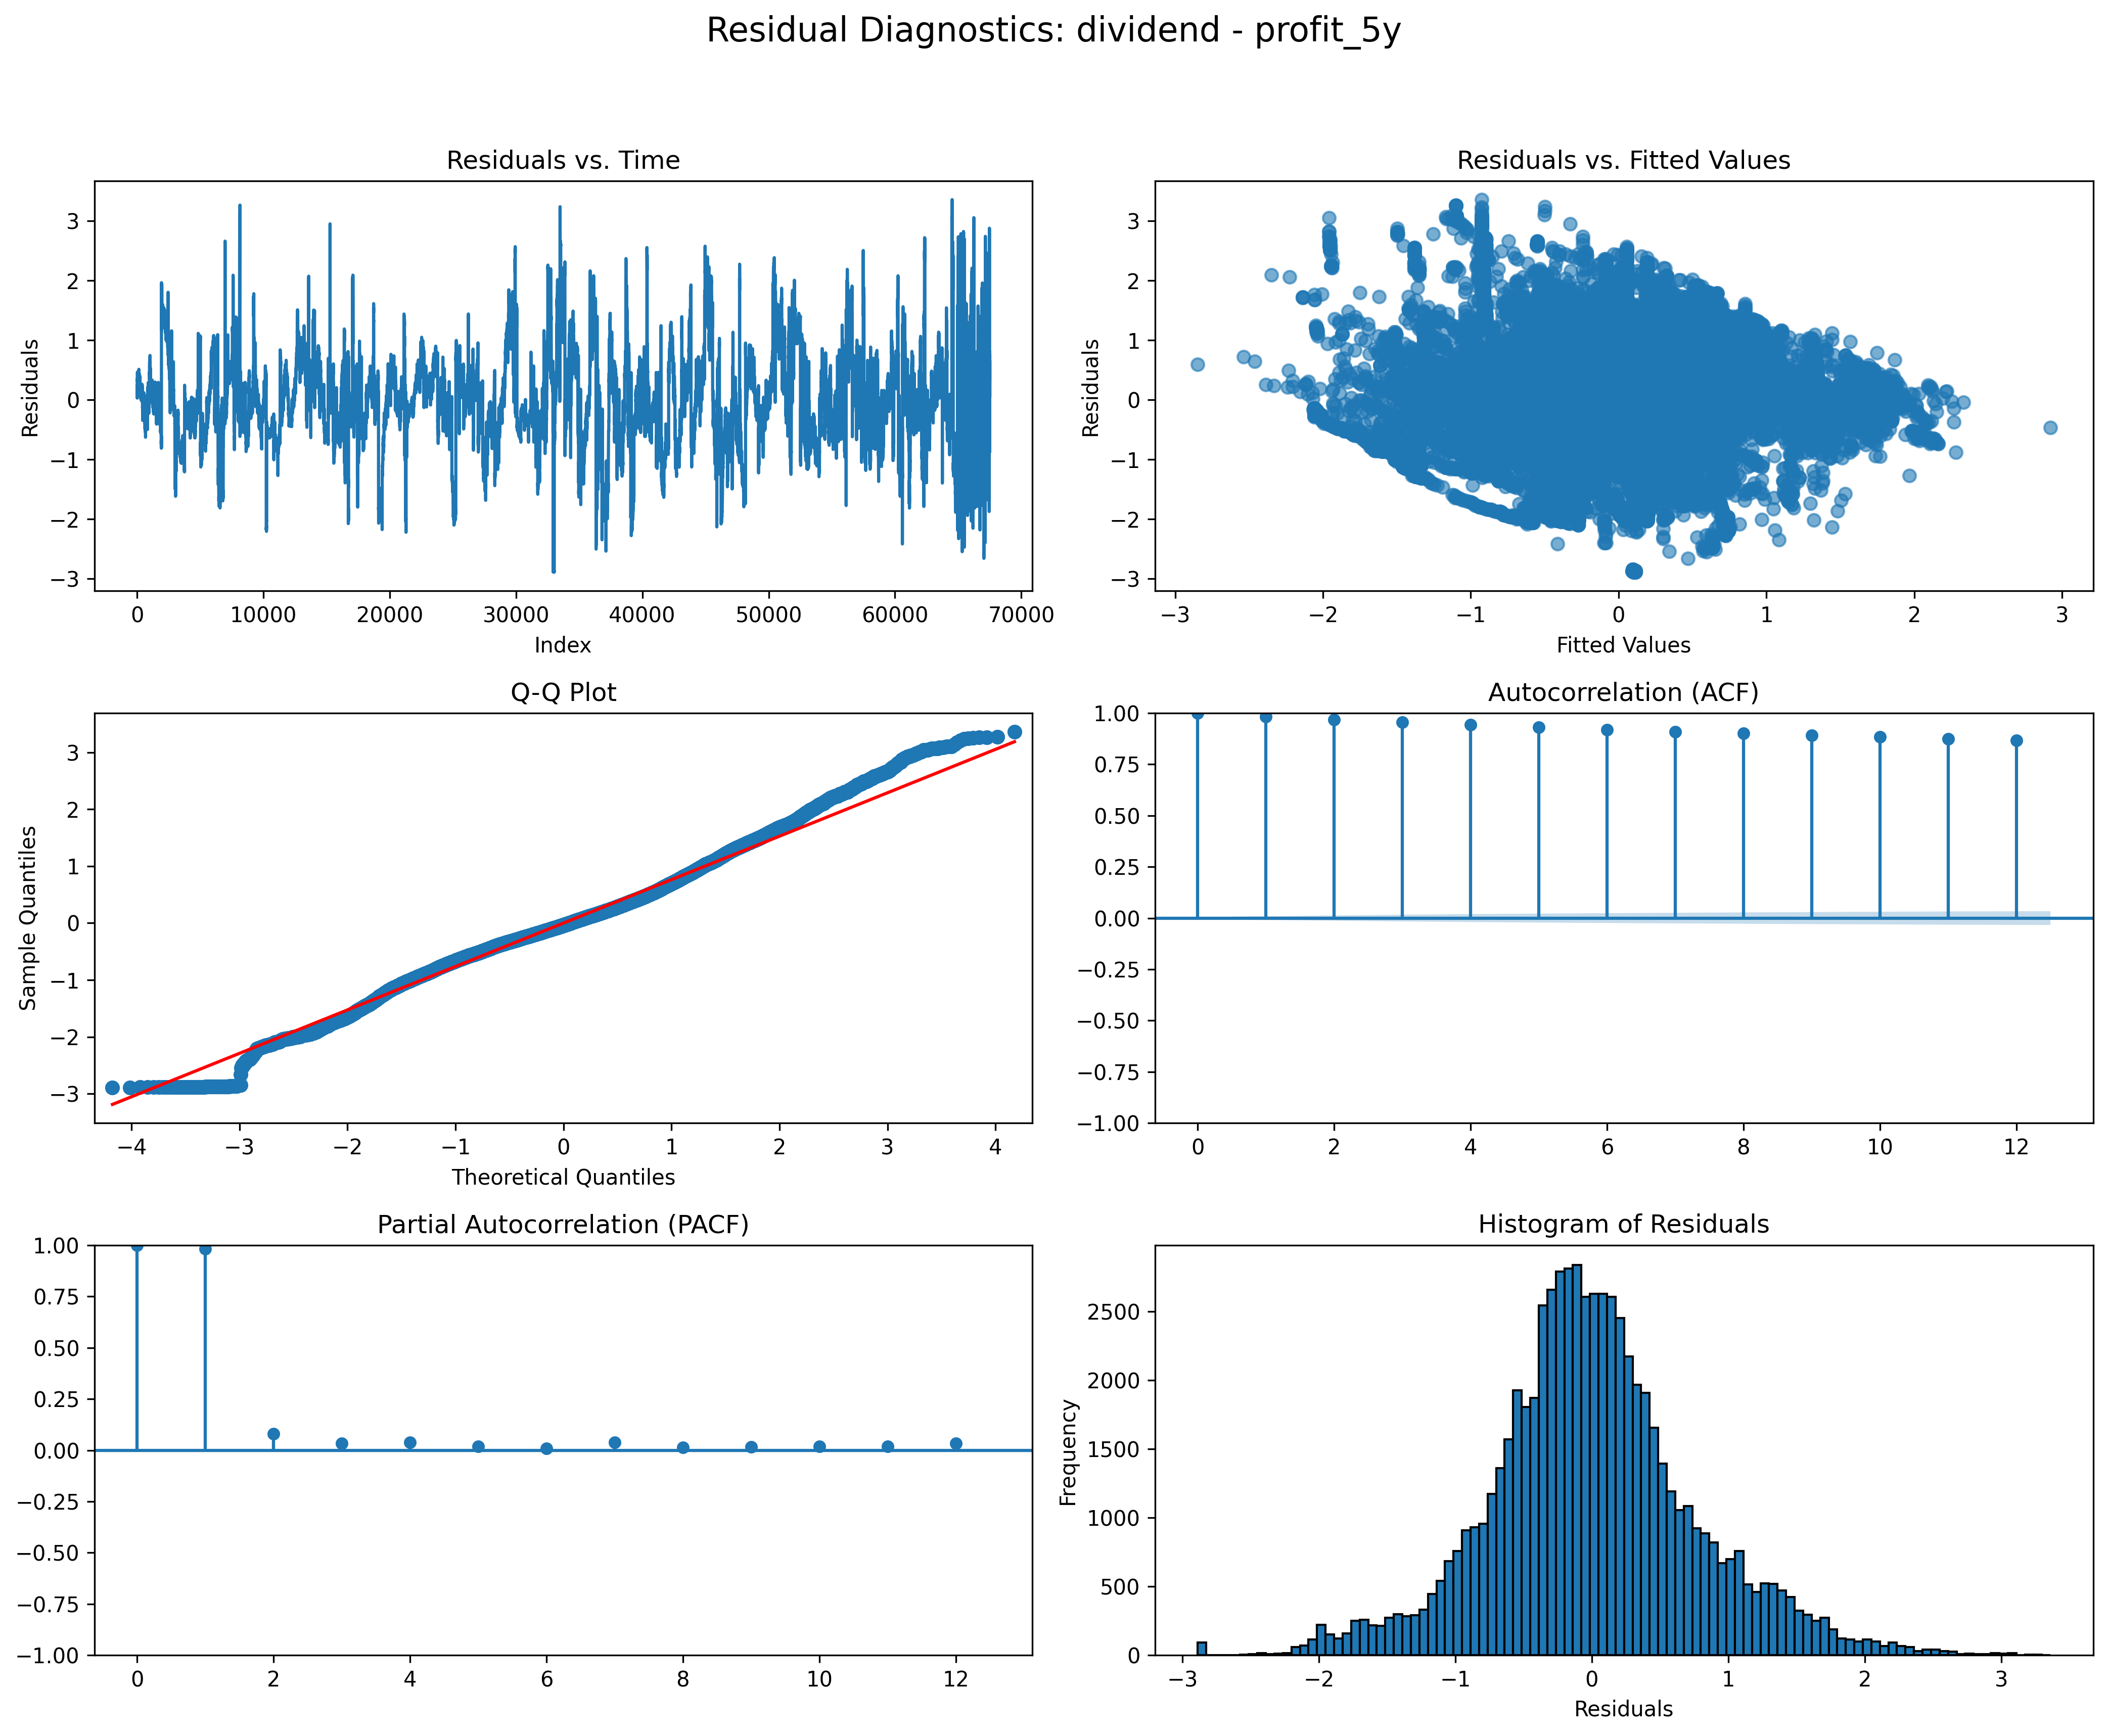 Residual Diagnostics: dividend - profit_5y
Residuals vs. Time
Residuals
3
2
1
0
−1
−2
−3
0 10000 20000 30000 40000 50000 60000 70000
Index
Residuals vs. Fitted Values
Residuals
3
2
1
0
−1
−2
−3
−3 −2 −1 0 1 2 3
Fitted Values
Q-Q Plot
Sample Quantiles
3
2
1
0
−1
−2
−3
−4 −3 −2 −1 0 1 2 3 4
Theoretical Quantiles
Autocorrelation (ACF)
1.00
0.75
0.50
0.25
0.00
−0.25
−0.50
−0.75
−1.00
0 2 4 6 8 10 12
Partial Autocorrelation (PACF)
1.00
0.75
0.50
0.25
0.00
−0.25
−0.50
−0.75
−1.00
0 2 4 6 8 10 12
Histogram of Residuals
Frequency
2500
2000
1500
1000
500
0
−3 −2 −1 0 1 2 3
Residuals